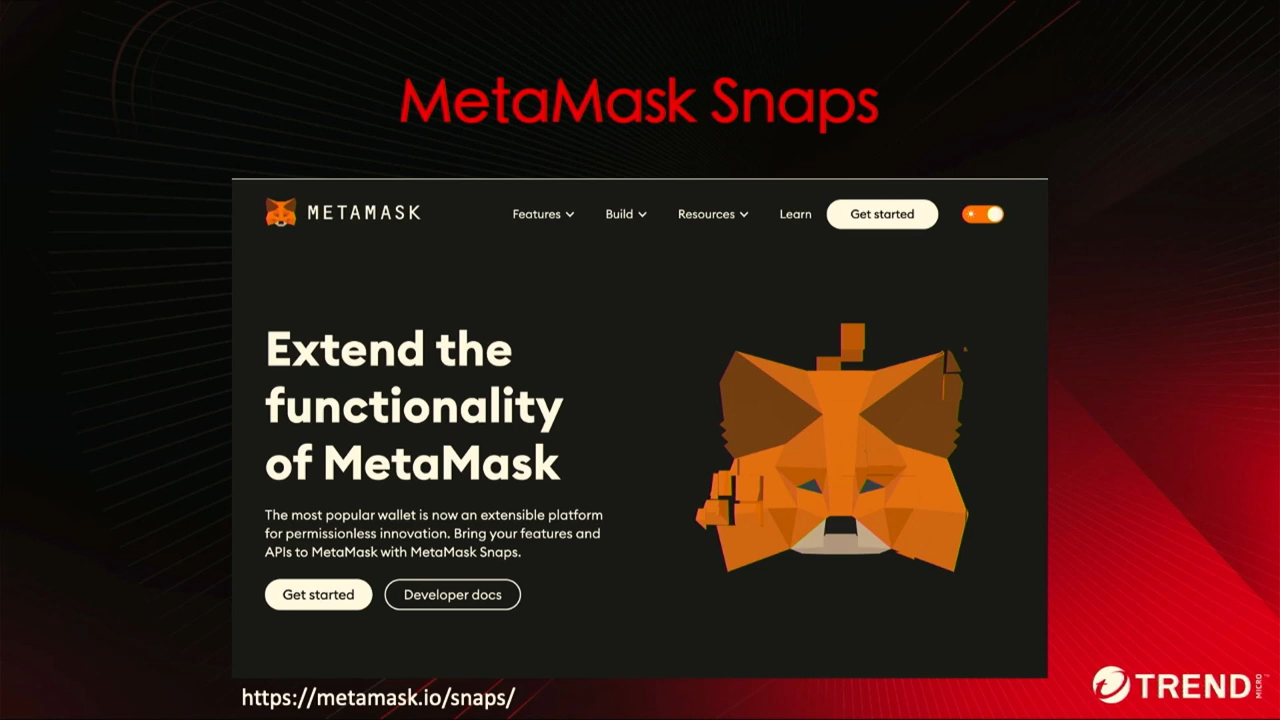 MetaMask Snaps
METAMASK
Features
Build
Resources
Learn
Get started
Extend the
functionality
of MetaMask
The most popular wallet is now an extensible platform
for permissionless innovation. Bring your features and
APIs to MetaMask with MetaMask Snaps.
Get started
Developer docs
https://metamask.io/snaps/
TREND
MICRO